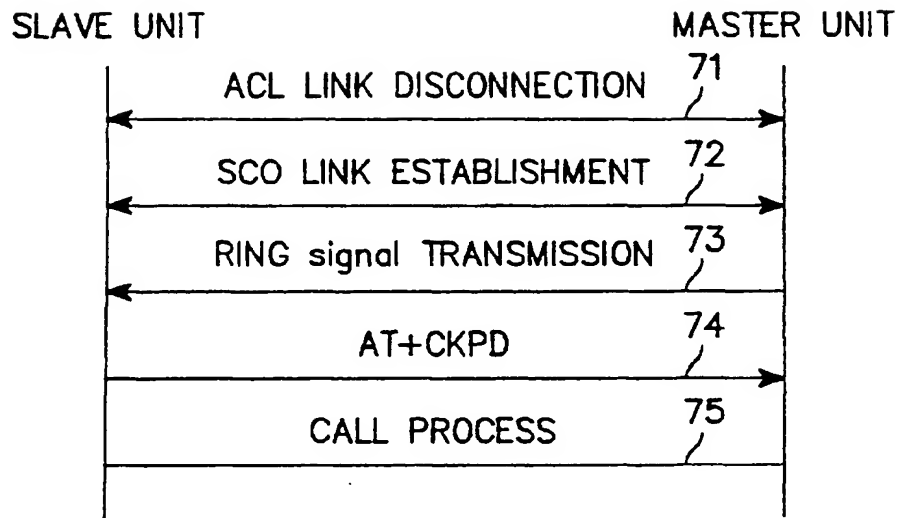 SLAVE UNIT
MASTER UNIT
ACL LINK DISCONNECTION
71
SCO LINK ESTABLISHMENT
72
RING signal TRANSMISSION
73
AT+CKPD
74
CALL PROCESS
75